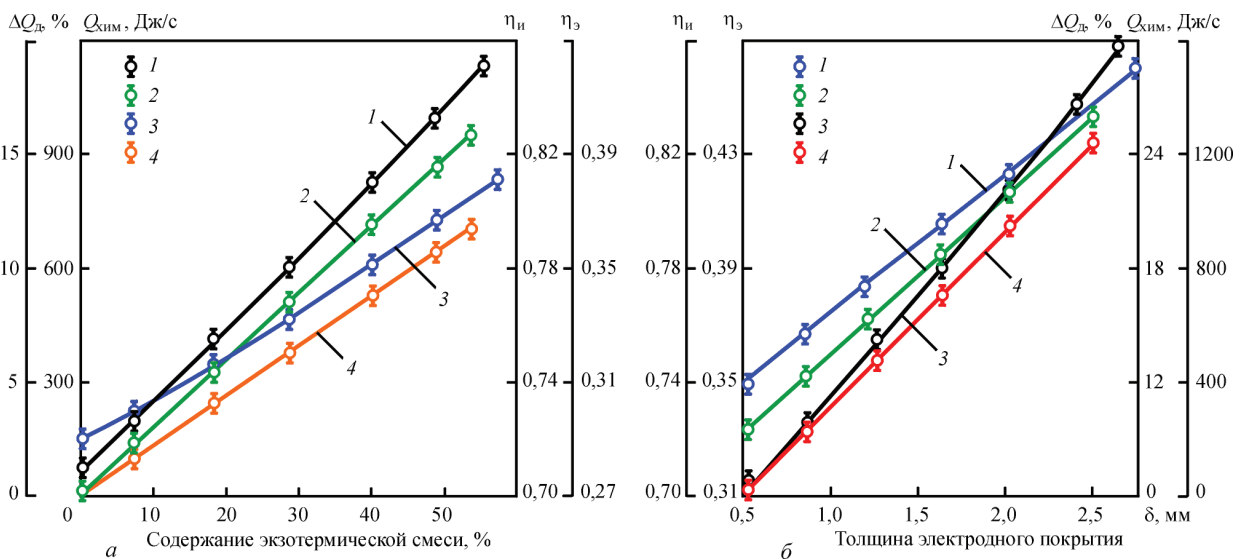 ΔQд, % Qхим, Дж/с ηи ηэ ηи ηэ ΔQд, % Qхим, Дж/с
1 1
2 2
3 3
4 4
1
2
3
4
1
2
3
4
15 900 0,82 0,39 0,82 0,43 24 1200
10 600 0,78 0,35 0,78 0,39 18 800
5 300 0,74 0,31 0,74 0,35 12 400
0 0,70 0,27 0,70 0,31 0 0
0 10 20 30 40 50 0,5 1,0 1,5 2,0 2,5 δ, мм
а Содержание экзотермической смеси, % б Толщина электродного покрытия